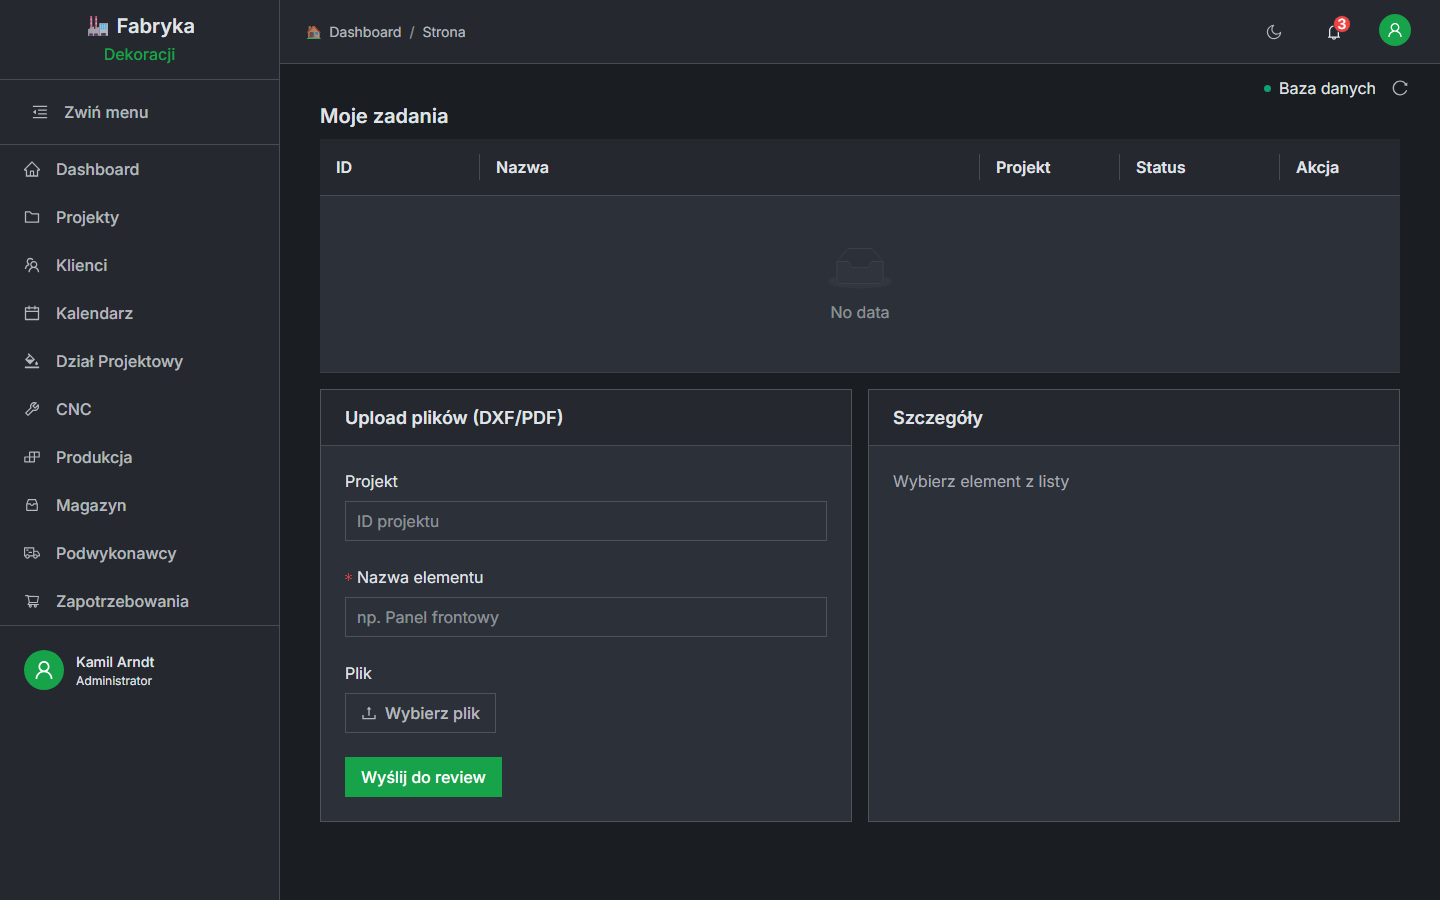 Fabryka
Dekoracji
Zwiń menu
Dashboard
Projekty
Klienci
Kalendarz
Dział Projektowy
CNC
Produkcja
Magazyn
Podwykonawcy
Zapotrzebowania
Kamil Arndt
Administrator
Dashboard / Strona
3
Baza danych
Moje zadania
ID Nazwa Projekt Status Akcja
No data
Upload plików (DXF/PDF)
Projekt
ID projektu
* Nazwa elementu
np. Panel frontowy
Plik
Wybierz plik
Wyślij do review
Szczegóły
Wybierz element z listy